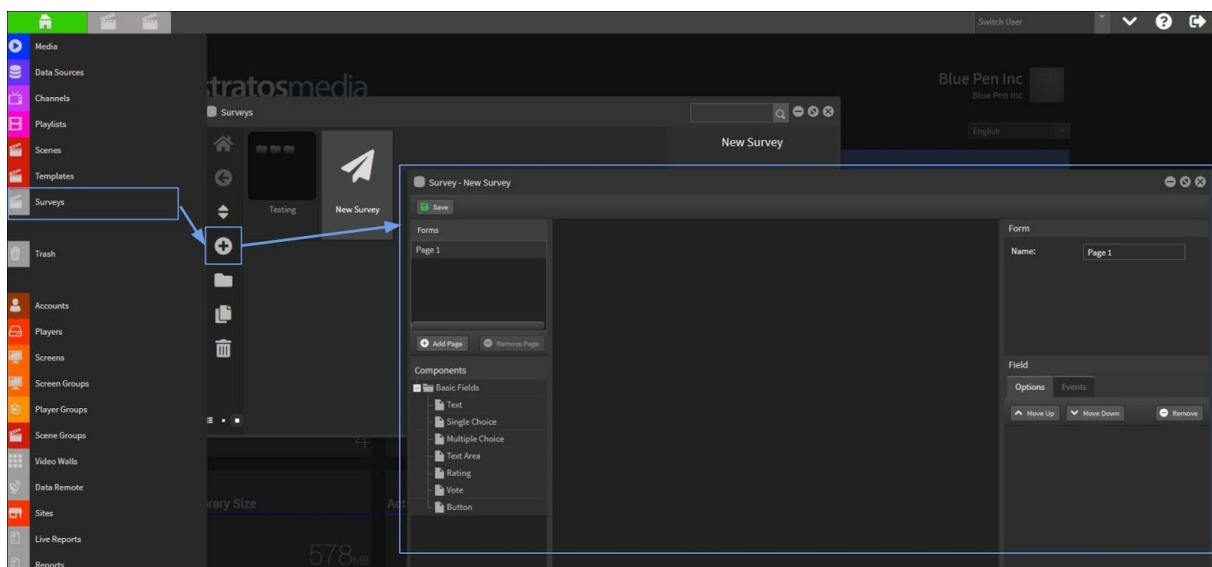 Switch User
Media
Data Sources
Channels
Playlists
Scenes
Templates
Surveys
Trash
Accounts
Players
Screens
Screen Groups
Player Groups
Scene Groups
Video Walls
Data Remote
Sites
Live Reports
Reports
tratosmedia
Blue Pen Inc
Blue Pen Inc
English
Surveys
Testing
New Survey
New Survey
Survey - New Survey
Save
Forms
Page 1
Add Page
Remove Page
Components
Basic Fields
Text
Single Choice
Multiple Choice
Text Area
Rating
Vote
Button
Form
Name:
Page 1
Field
Options
Events
Move Up
Move Down
Remove
rary Size
578MB
4